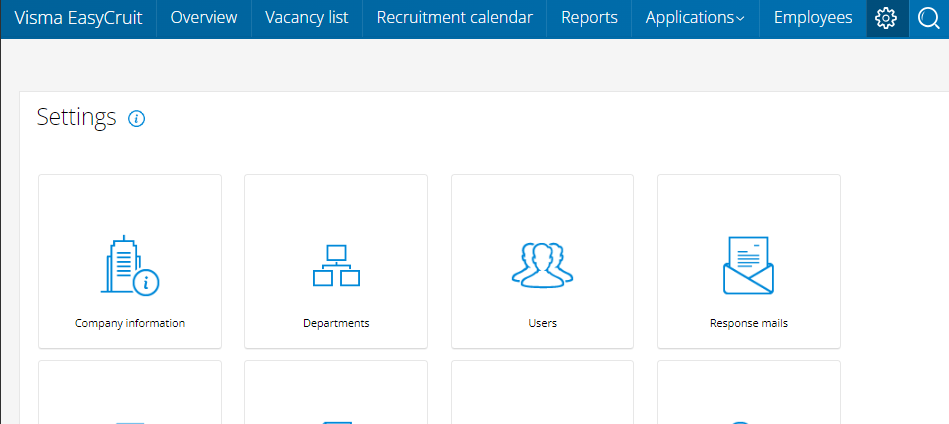 Visma EasyCruit Overview Vacancy list Recruitment calendar Reports Applications Employees
Settings
Company information Departments Users Response mails